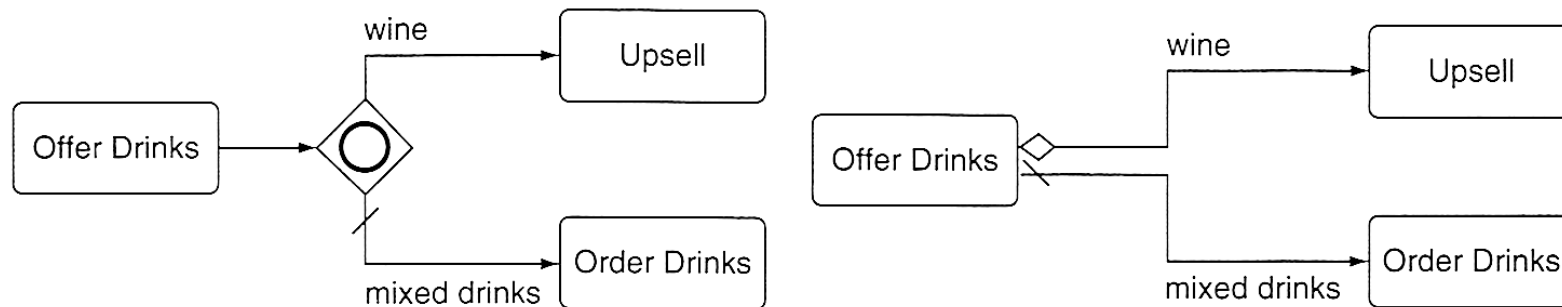 wine
Upsell
Offer Drinks
Order Drinks
mixed drinks
wine
Upsell
Offer Drinks
Order Drinks
mixed drinks